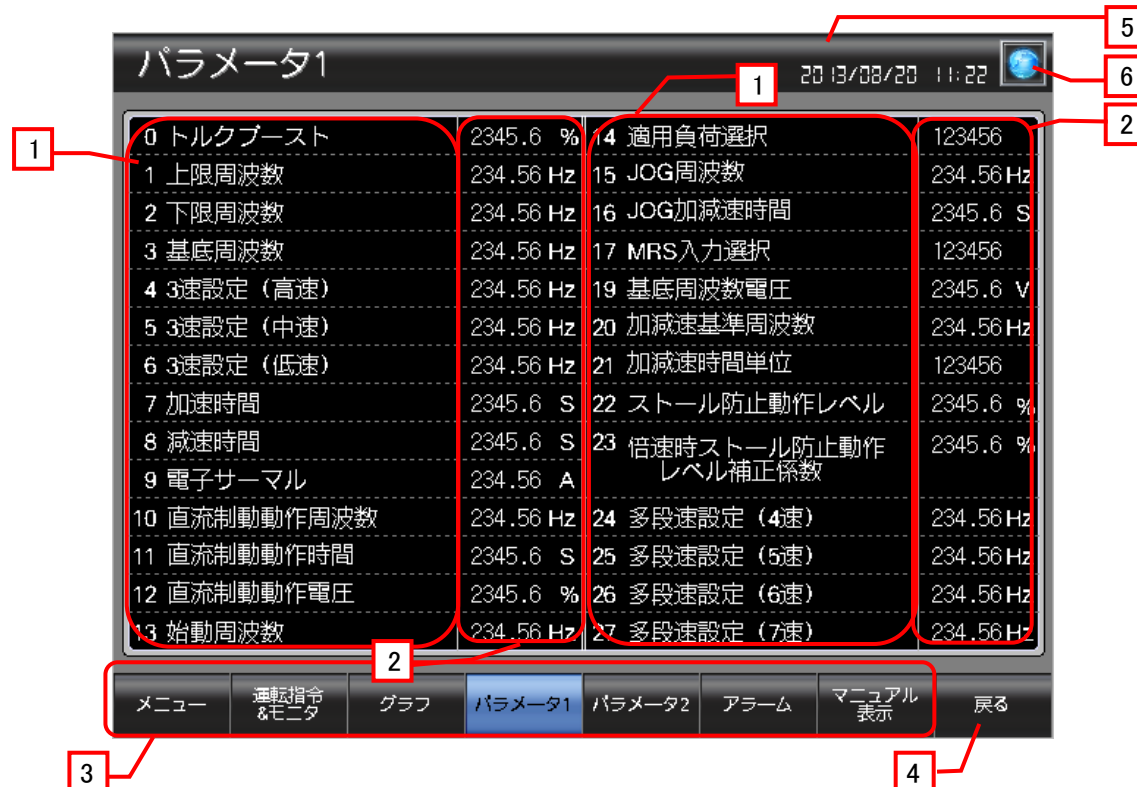 5
パラメータ1
1
2013/08/20 11:22
6
1
2
0 トルクブースト 2345.6 % 14 適用負荷選択 123456
1 上限周波数 234.56 Hz 15 JOG周波数 234.56 Hz
2 下限周波数 234.56 Hz 16 JOG加減速時間 2345.6 S
3 基底周波数 234.56 Hz 17 MRS入力選択 123456
4 3速設定（高速） 234.56 Hz 19 基底周波数電圧 2345.6 V
5 3速設定（中速） 234.56 Hz 20 加減速基準周波数 234.56 Hz
6 3速設定（低速） 234.56 Hz 21 加減速時間単位 123456
7 加速時間 2345.6 S 22 ストール防止動作レベル 2345.6 %
8 減速時間 2345.6 S 23 倍速時ストール防止動作 2345.6 %
レベル補正係数
9 電子サーマル 234.56 A
10 直流制動動作周波数 234.56 Hz 24 多段速設定（4速） 234.56 Hz
11 直流制動動作時間 2345.6 S 25 多段速設定（5速） 234.56 Hz
12 直流制動動作電圧 2345.6 % 26 多段速設定（6速） 234.56 Hz
13 始動周波数 234.56 Hz 27 多段速設定（7速） 234.56 Hz
2
メニュー 運転指令 グラフ パラメータ1 パラメータ2 アラーム マニュアル 戻る
&モニタ 表示
3
4